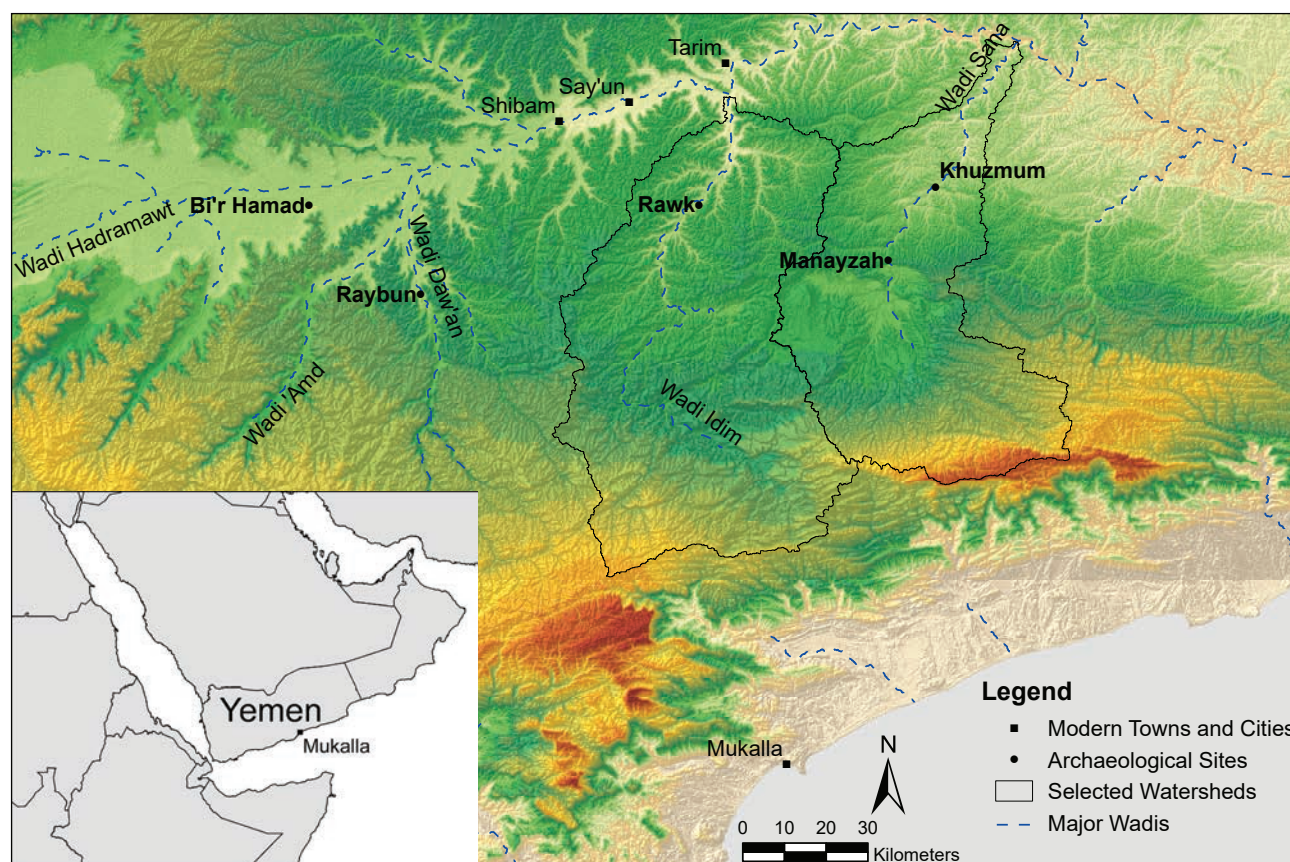 Tarim
Wadi Sana
Say'un
Shibam
Khuzmum
Bi'r Hamad
Rawk
Wadi Hadramawt
Wadi Daw'an
Manayzah
Raybun
Wadi 'Amd
Wadi Idim
Yemen
Mukalla
Mukalla
N
0 10 20 30
Kilometers
Legend
Modern Towns and Cities
Archaeological Sites
Selected Watersheds
Major Wadis